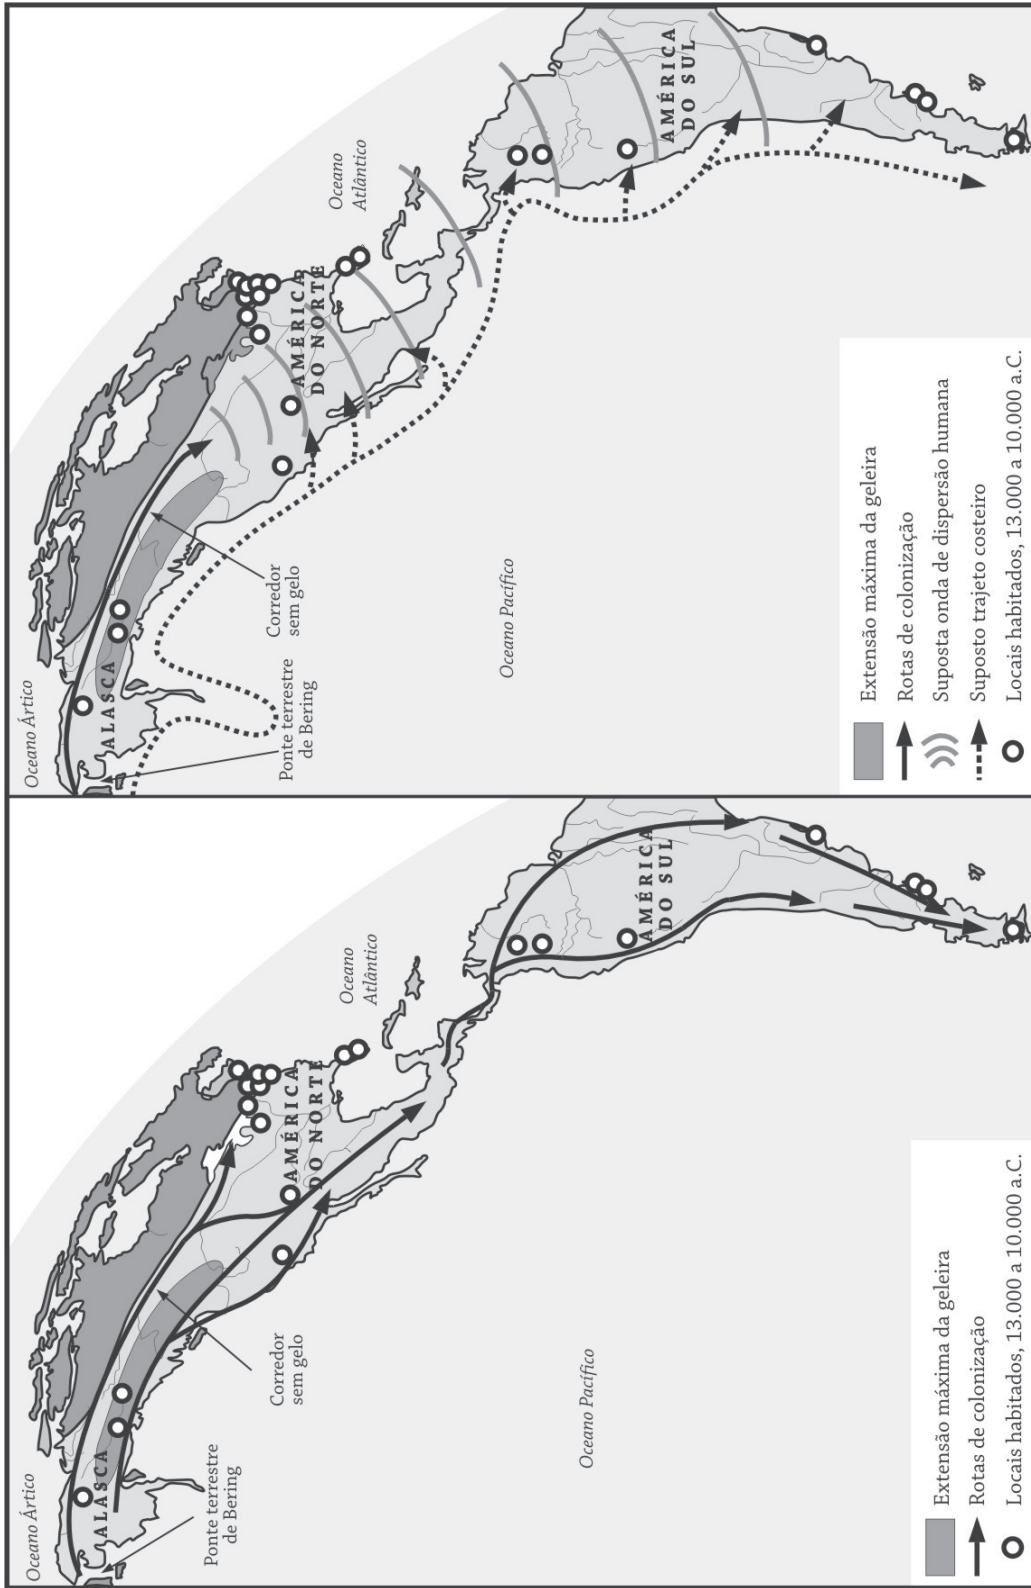 Oceano Ártico
ALASCA
Ponte terrestre
de Bering
Corredor
sem gelo
AMÉRICA
DO NORTE
Oceano
Atlântico
Oceano Pacífico
AMÉRICA
DO SUL
Extensão máxima da geleira
Rotas de colonização
Locais habitados, 13.000 a 10.000 a.C.
Oceano Ártico
ALASCA
Ponte terrestre
de Bering
Corredor
sem gelo
AMÉRICA
DO NORTE
Oceano
Atlântico
Oceano Pacífico
AMÉRICA
DO SUL
Extensão máxima da geleira
Rotas de colonização
Suposta onda de dispersão humana
Suposto trajeto costeiro
Locais habitados, 13.000 a 10.000 a.C.